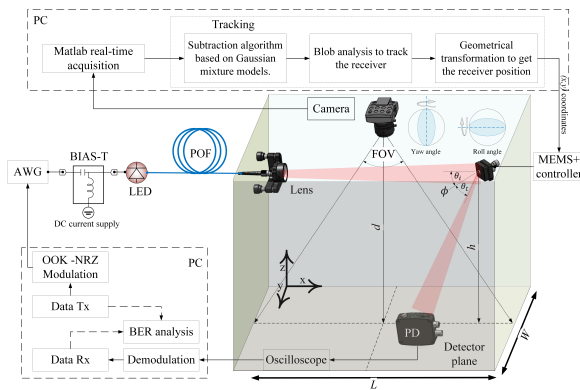 PC
Tracking
Matlab real-time
acquisition
Subtraction algorithm
based on Gaussian
mixture models.
Blob analysis to track
the receiver
Geometrical
transformation to get
the receiver position
(x,y) coordinates
Camera
Yaw angle
Roll angle
FOV
POF
BIAS-T
AWG
LED
DC current supply
Lens
MEMS+
controller
θi
θt
ϕ
d
h
z
y
x
OOK -NRZ
Modulation
PC
Data Tx
BER analysis
Data Rx
Demodulation
Oscilloscope
PD
Detector
plane
W
L